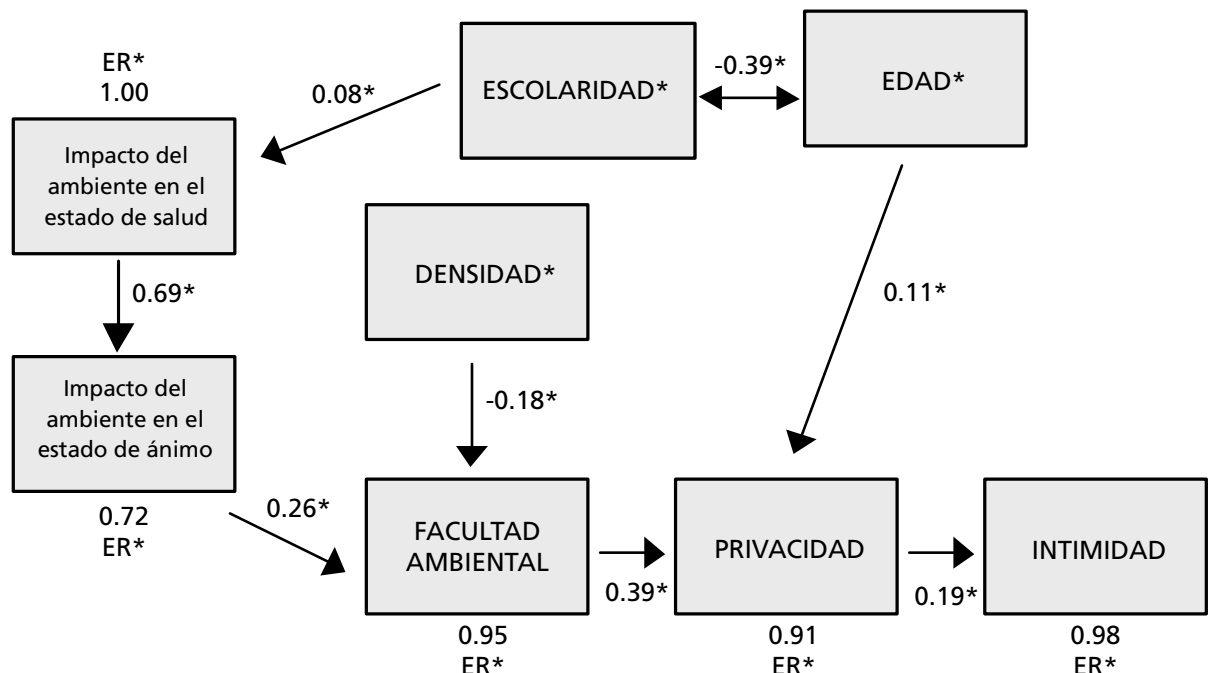 ER*
1.00
0.08*
ESCOLARIDAD*
-0.39*
EDAD*
Impacto del
ambiente en el
estado de salud
DENSIDAD*
0.69*
0.11*
Impacto del
ambiente en el
estado de ánimo
-0.18*
0.72
ER*
0.26*
FACULTAD
AMBIENTAL
0.39*
PRIVACIDAD
0.19*
INTIMIDAD
0.95
ER*
0.91
ER*
0.98
ER*